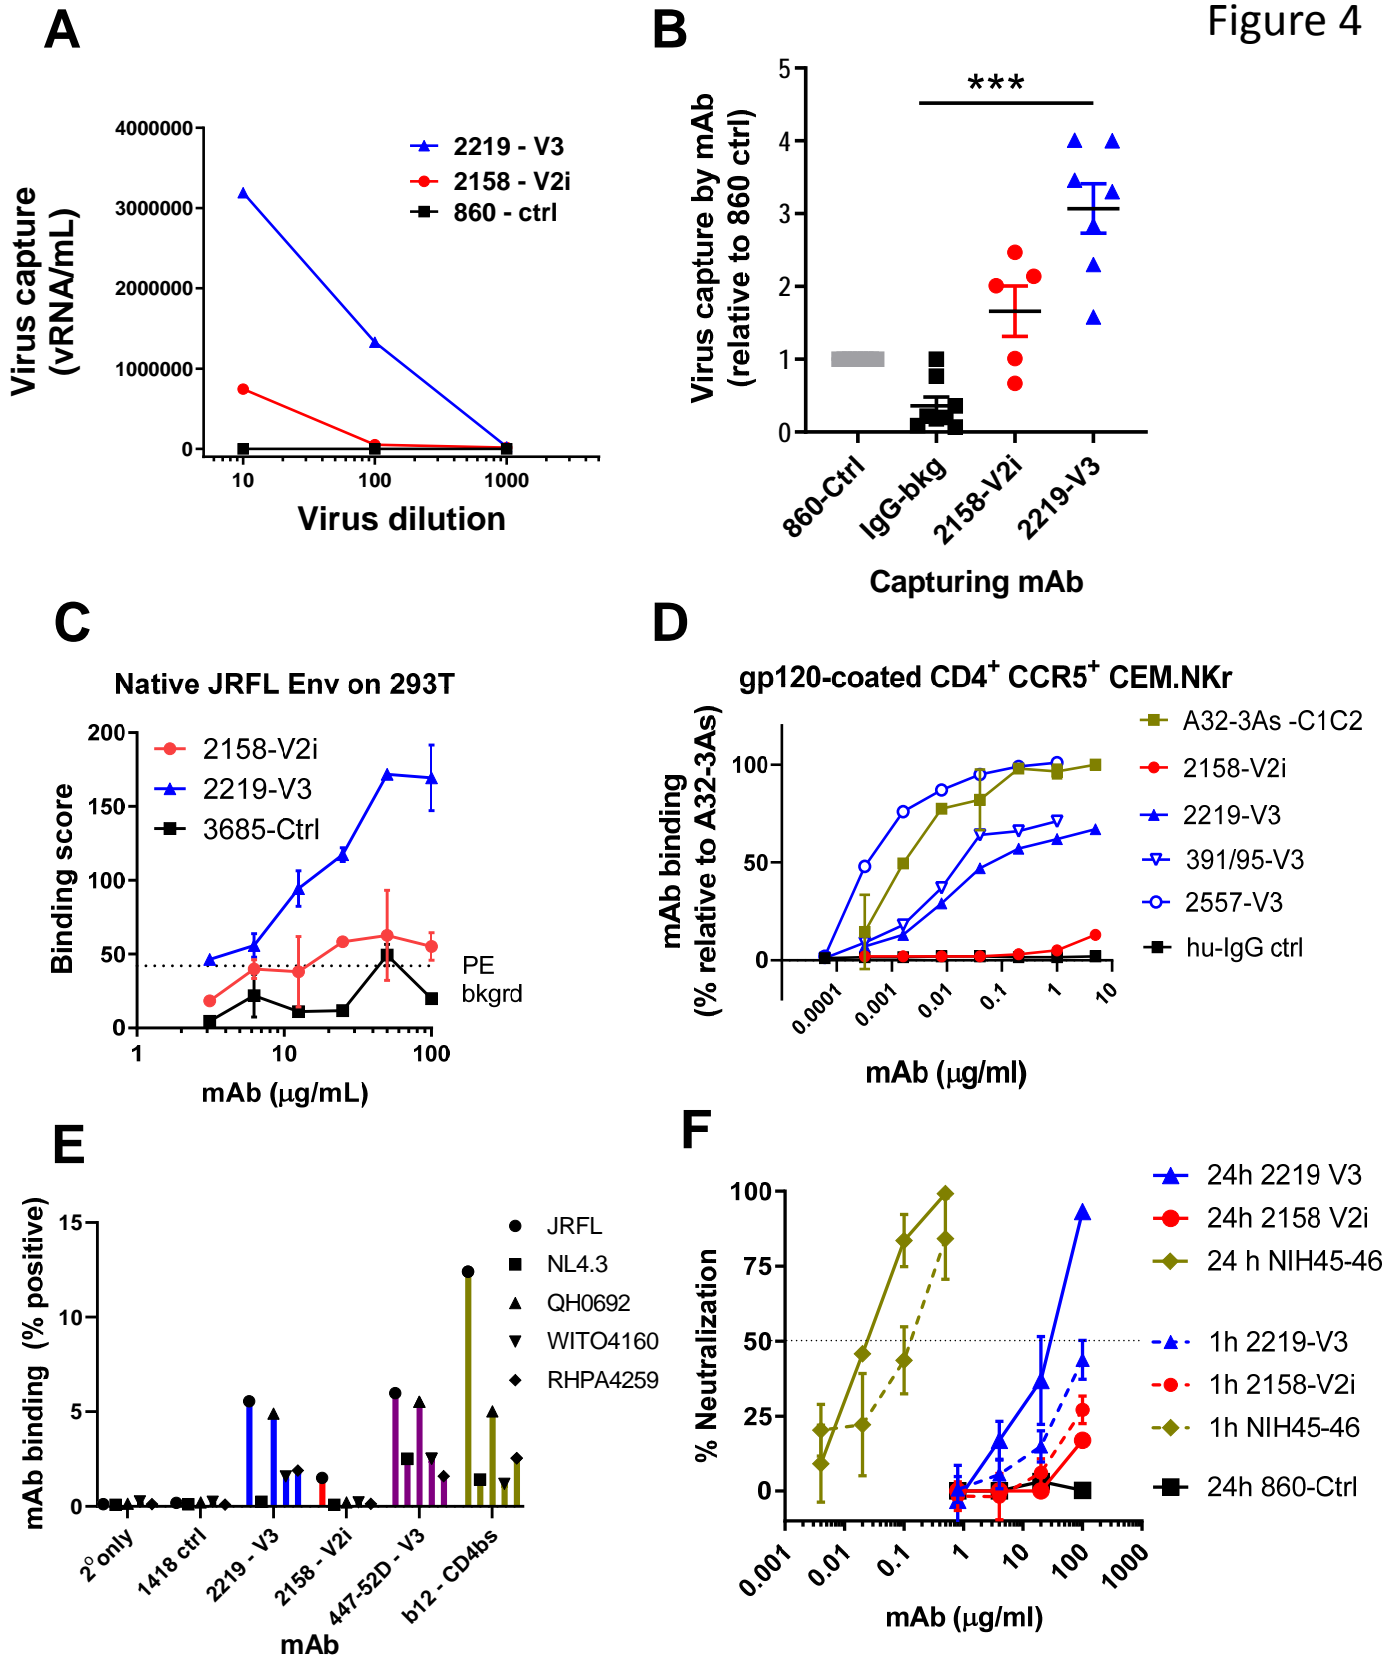 Figure 4
A
Virus capture
(vRNA/mL)
4000000
3000000
2000000
1000000
0
10
100
1000
Virus dilution
2219 - V3
2158 - V2i
860 - ctrl
B
Virus capture by mAb
(relative to 860 ctrl)
5
4
3
2
1
0
***
860-Ctrl
IgG-bkg
2158-V2i
2219-V3
Capturing mAb
C
Native JRFL Env on 293T
Binding score
200
150
100
50
0
2158-V2i
2219-V3
3685-Ctrl
PE
bkgrd
1
10
100
mAb (µg/mL)
D
gp120-coated CD4⁺ CCR5⁺ CEM.NKr
mAb binding
(% relative to A32-3As)
100
50
0
0.0001
0.001
0.01
0.1
1
10
mAb (µg/ml)
A32-3As -C1C2
2158-V2i
2219-V3
391/95-V3
2557-V3
hu-IgG ctrl
E
mAb binding (% positive)
15
10
5
0
2°only
1418 ctrl
2219 - V3
2158 - V2i
447-52D - V3
b12 - CD4bs
mAb
JRFL
NL4.3
QH0692
WITO4160
RHPA4259
F
% Neutralization
100
75
50
25
0
0.001
0.01
0.1
1
10
100
1000
mAb (µg/ml)
24h 2219 V3
24h 2158 V2i
24 h NIH45-46
1h 2219-V3
1h 2158-V2i
1h NIH45-46
24h 860-Ctrl